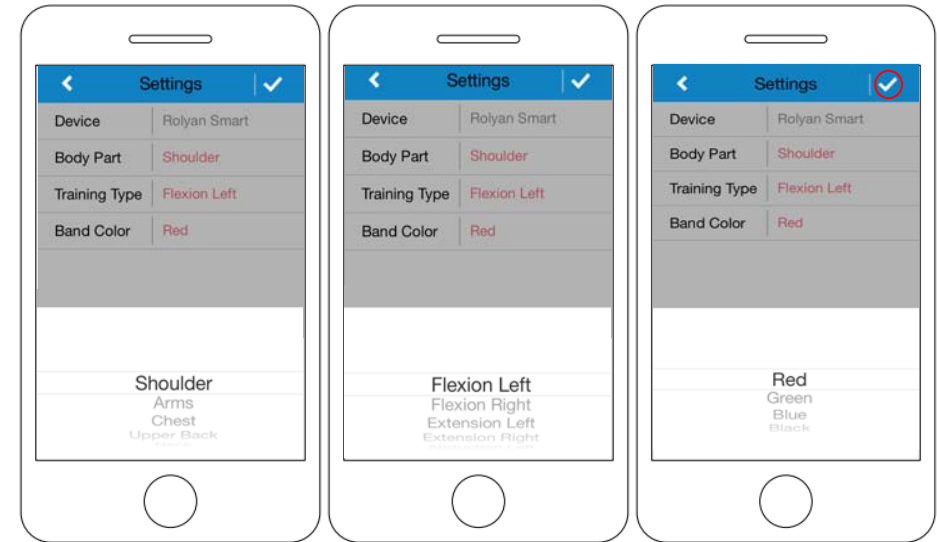 Settings
Device Rolyan Smart
Body Part Shoulder
Training Type Flexion Left
Band Color Red
Shoulder
Arms
Chest
Upper Back
Settings
Device Rolyan Smart
Body Part Shoulder
Training Type Flexion Left
Band Color Red
Flexion Left
Flexion Right
Extension Left
Extension Right
Settings
Device Rolyan Smart
Body Part Shoulder
Training Type Flexion Left
Band Color Red
Red
Green
Blue
Black